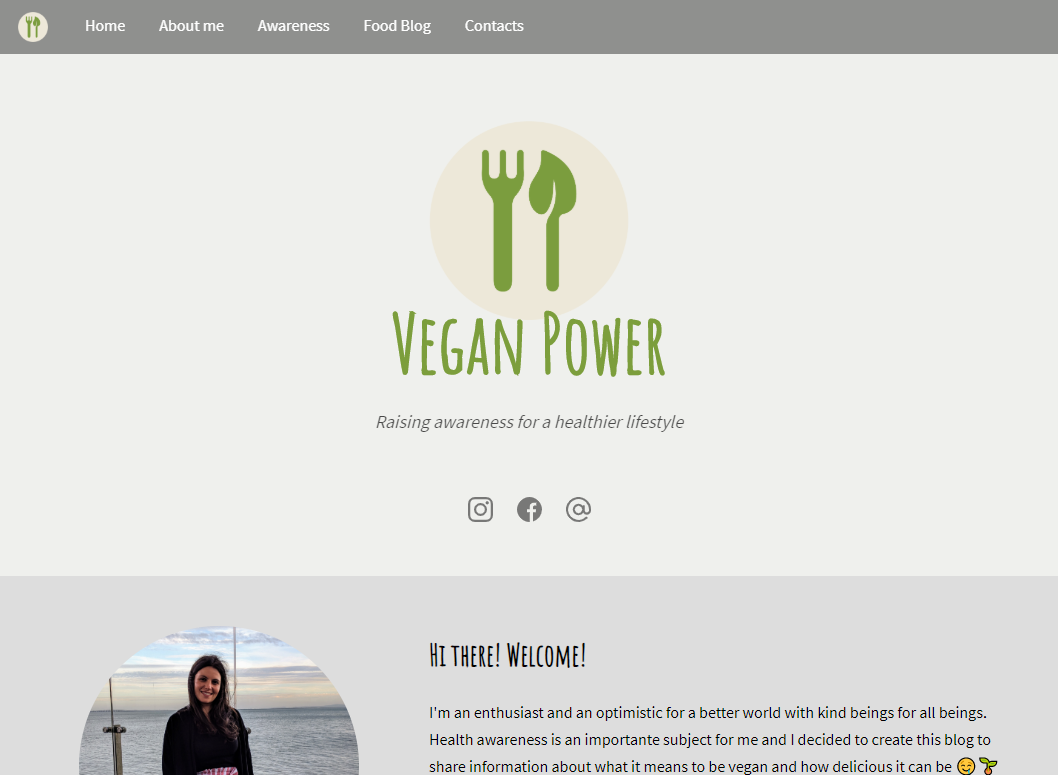 Home About me Awareness Food Blog Contacts
Vegan Power
Raising awareness for a healthier lifestyle
Hi there! Welcome!
I'm an enthusiast and an optimistic for a better world with kind beings for all beings.
Health awareness is an importante subject for me and I decided to create this blog to
share information about what it means to be vegan and how delicious it can be 😊 🌱